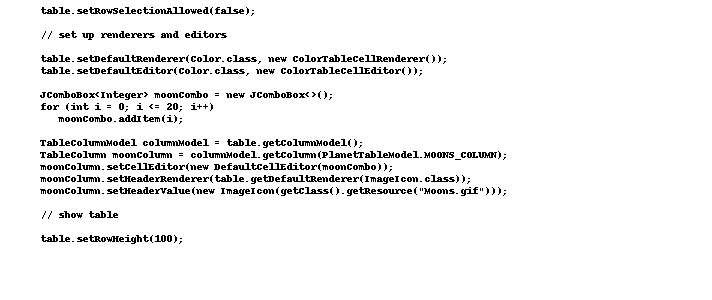 table.setRowSelectionAllowed(false);
// set up renderers and editors
table.setDefaultRenderer(Color.class, new ColorTableCellRenderer());
table.setDefaultEditor(Color.class, new ColorTableCellEditor());
JComboBox<Integer> moonCombo = new JComboBox<>();
for (int i = 0; i <= 20; i++)
   moonCombo.addItem(i);
TableColumnModel columnModel = table.getColumnModel();
TableColumn moonColumn = columnModel.getColumn(PlanetTableModel.MOONS_COLUMN);
moonColumn.setCellEditor(new DefaultCellEditor(moonCombo));
moonColumn.setHeaderRenderer(table.getDefaultRenderer(ImageIcon.class));
moonColumn.setHeaderValue(new ImageIcon(getClass().getResource("Moons.gif")));
// show table
table.setRowHeight(100);